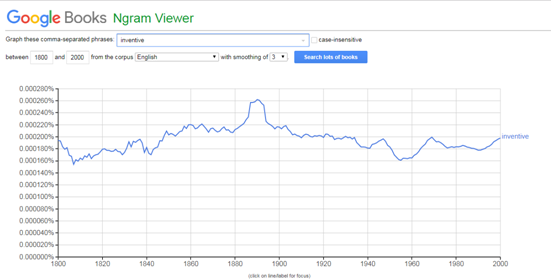 Google Books Ngram Viewer
Graph these comma-separated phrases: inventive case-insensitive
between 1800 and 2000 from the corpus English with smoothing of 3 Search lots of books
0.000280%
0.000260%
0.000240%
0.000220%
0.000200%
0.000180%
0.000160%
0.000140%
0.000120%
0.000100%
0.000080%
0.000060%
0.000040%
0.000020%
0.000000%
inventive
1800 1820 1840 1860 1880 1900 1920 1940 1960 1980 2000
(click on line/label for focus)